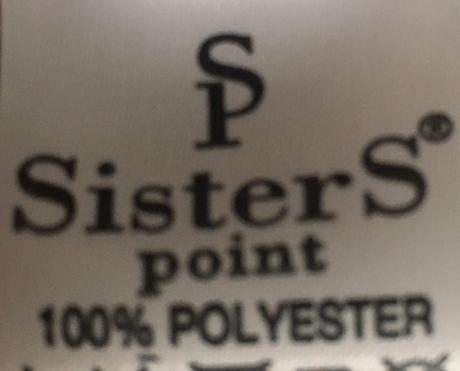 SP
SisterS®
point
100% POLYESTER